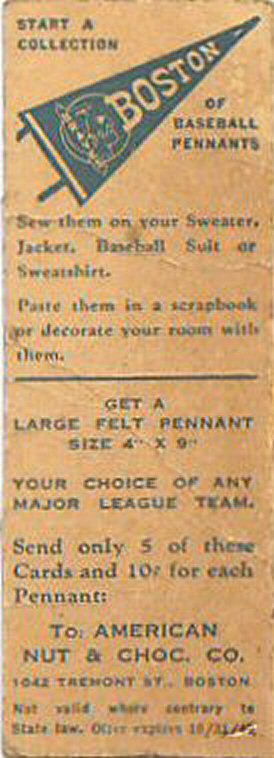 START A
COLLECTION
BOSTON
OF
BASEBALL
PENNANTS
Sew them on your Sweater,
Jacket, Baseball Suit or
Sweatshirt.
Paste them in a scrapbook
or decorate your room with
them.
GET A
LARGE FELT PENNANT
SIZE 4" X 9"
YOUR CHOICE OF ANY
MAJOR LEAGUE TEAM.
Send only 5 of these
Cards and 10¢ for each
Pennant:
To: AMERICAN
NUT & CHOC. CO.
1042 TREMONT ST., BOSTON
Not valid where contrary to
State law. Offer expires